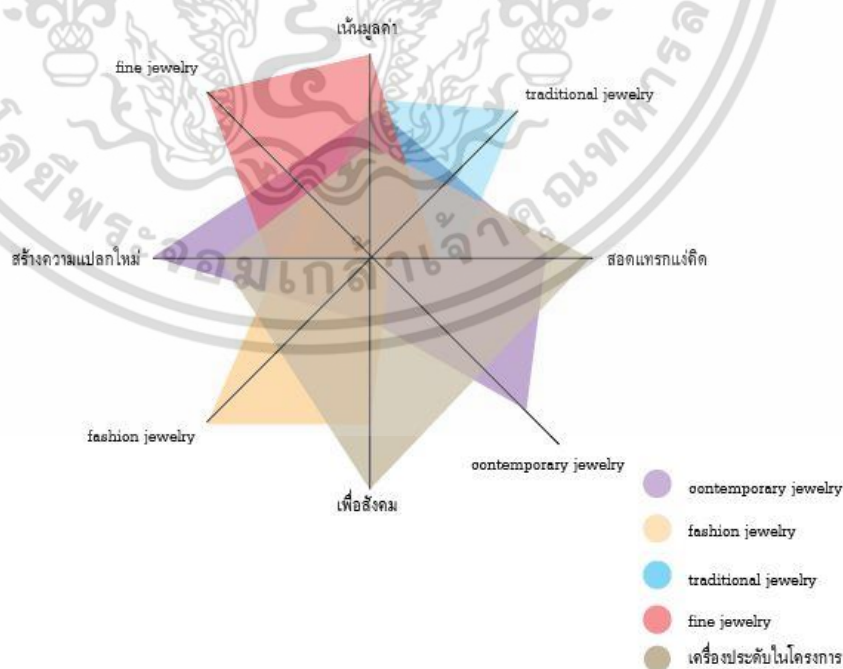 เน้นมูลค่า
fine jewelry
traditional jewelry
สร้างความแปลกใหม่
สอดแทรกแง่คิด
fashion jewelry
contemporary jewelry
เพื่อสังคม
contemporary jewelry
fashion jewelry
traditional jewelry
fine jewelry
เครื่องประดับในโครงการ